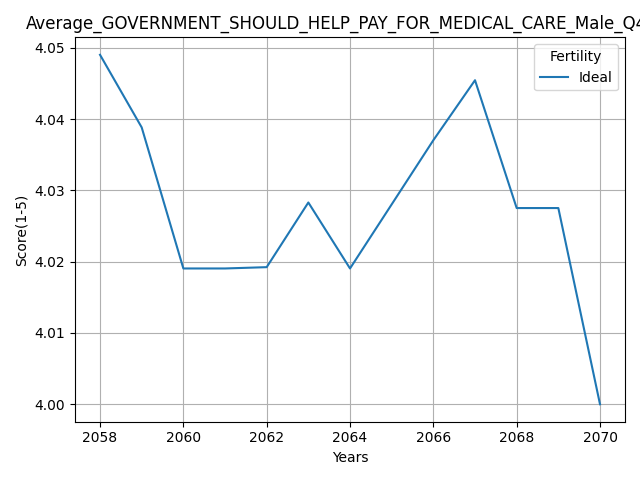 Average_GOVERNMENT_SHOULD_HELP_PAY_FOR_MEDICAL_CARE_Male_Q4
4.05
4.04
4.03
4.02
4.01
4.00
Score(1-5)
Fertility
Ideal
2058
2060
2062
2064
2066
2068
2070
Years